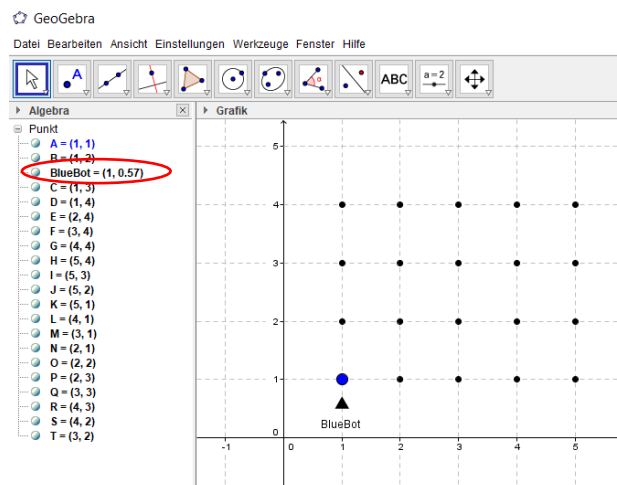 GeoGebra
Datei Bearbeiten Ansicht Einstellungen Werkzeuge Fenster Hilfe
A ABC a=2
Algebra
Grafik
Punkt
A = (1, 1)
B = (1, 2)
BlueBot = (1, 0.57)
C = (1, 3)
D = (1, 4)
E = (2, 4)
F = (3, 4)
G = (4, 4)
H = (5, 4)
I = (5, 3)
J = (5, 2)
K = (5, 1)
L = (4, 1)
M = (3, 1)
N = (2, 1)
O = (2, 2)
P = (2, 3)
Q = (3, 3)
R = (4, 3)
S = (4, 2)
T = (3, 2)
5
4
3
2
1
0
BlueBot
-1 0 1 2 3 4 5